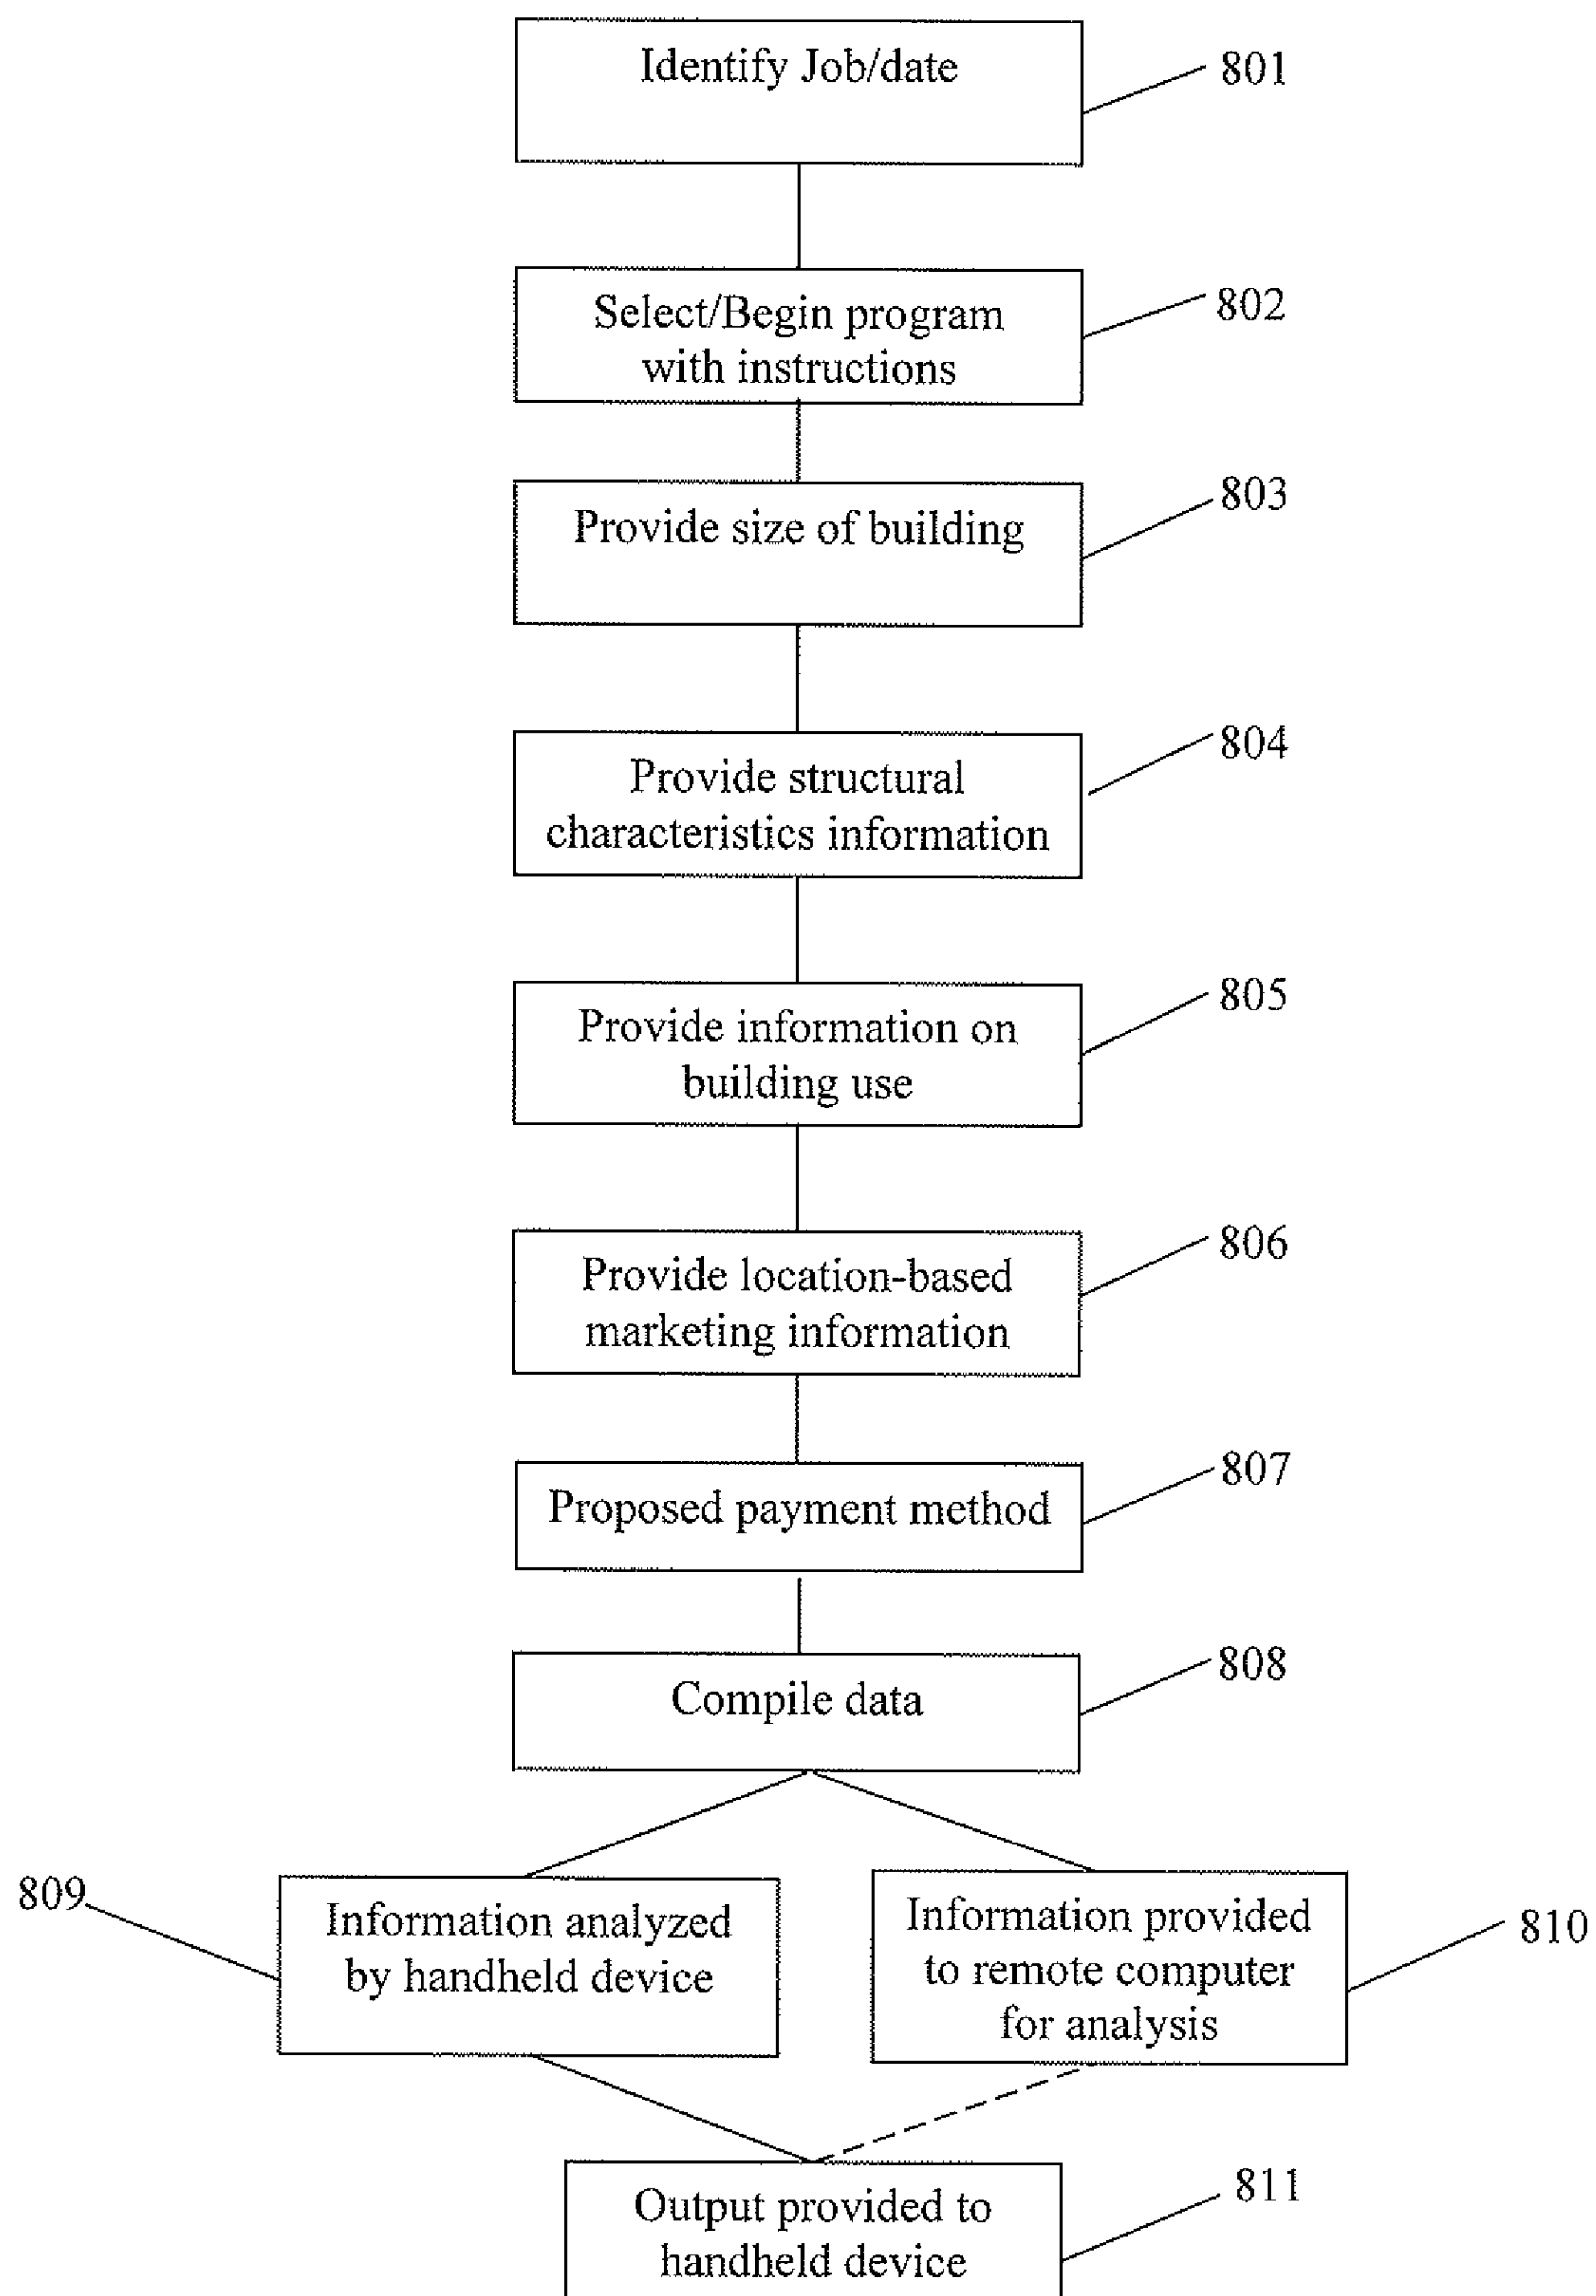 Identify Job/date
801
Select/Begin program
with instructions
802
Provide size of building
803
Provide structural
characteristics information
804
Provide information on
building use
805
Provide location-based
marketing information
806
Proposed payment method
807
Compile data
808
809
Information analyzed
by handheld device
Information provided
to remote computer
for analysis
810
Output provided to
handheld device
811